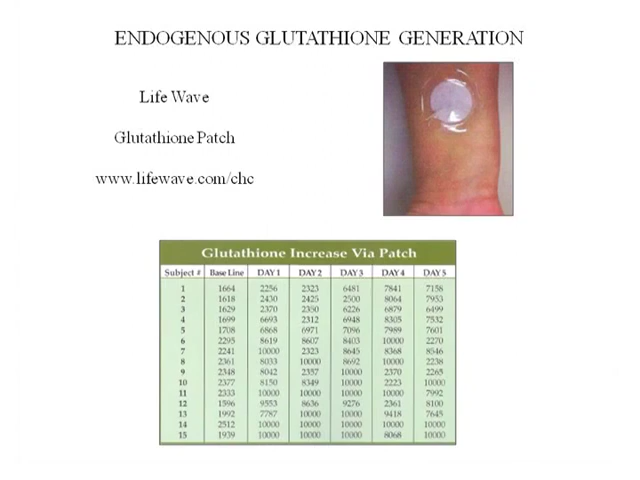 ENDOGENOUS GLUTATHIONE GENERATION
Life Wave
Glutathione Patch
www.lifewave.com/chc
Glutathione Increase Via Patch
Subject # Base Line DAY 1 DAY 2 DAY 3 DAY 4 DAY 5
1 1664 2256 2323 6481 7841 7158
2 1618 2430 2425 2500 8064 7953
3 1629 2370 2350 6226 6879 6499
4 1699 6693 2312 6948 8305 7532
5 1708 6868 6971 7096 7989 7601
6 2295 8619 8607 8403 10000 2270
7 2241 10000 2323 8645 8368 8546
8 2361 8033 10000 8692 10000 2238
9 2348 8042 2357 10000 2370 2265
10 2377 8150 8349 10000 2223 10000
11 2333 10000 10000 10000 10000 7992
12 1596 9553 8636 9276 2361 8100
13 1992 7787 10000 10000 9418 7645
14 2512 10000 10000 10000 10000 10000
15 1939 10000 10000 10000 8068 10000